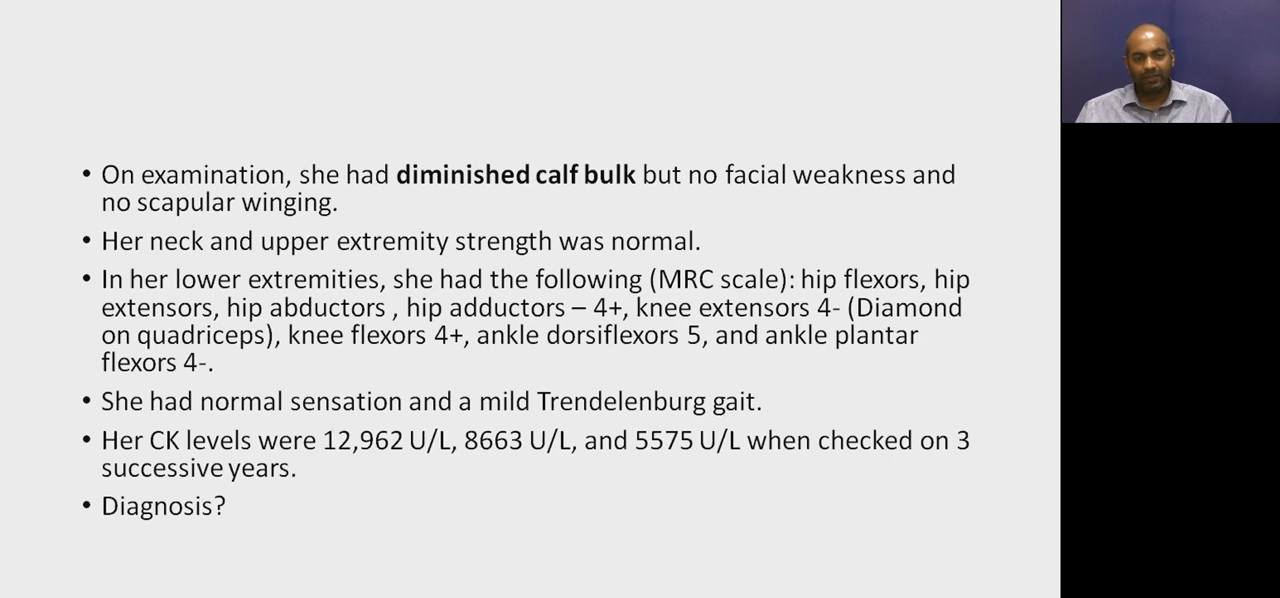 • On examination, she had diminished calf bulk but no facial weakness and
no scapular winging.
• Her neck and upper extremity strength was normal.
• In her lower extremities, she had the following (MRC scale): hip flexors, hip
extensors, hip abductors , hip adductors – 4+, knee extensors 4- (Diamond
on quadriceps), knee flexors 4+, ankle dorsiflexors 5, and ankle plantar
flexors 4-.
• She had normal sensation and a mild Trendelenburg gait.
• Her CK levels were 12,962 U/L, 8663 U/L, and 5575 U/L when checked on 3
successive years.
• Diagnosis?